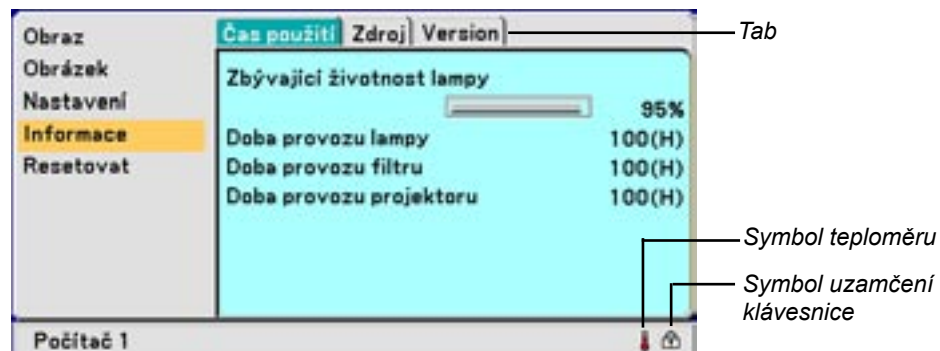 Obraz
Obrázek
Nastavení
Informace
Resetovat
Čas použití Zdroj Version
Zbývající životnost lampy
95%
Doba provozu lampy 100(H)
Doba provozu filtru 100(H)
Doba provozu projektoru 100(H)
Počítač 1
Tab
Symbol teploměru
Symbol uzamčení
klávesnice